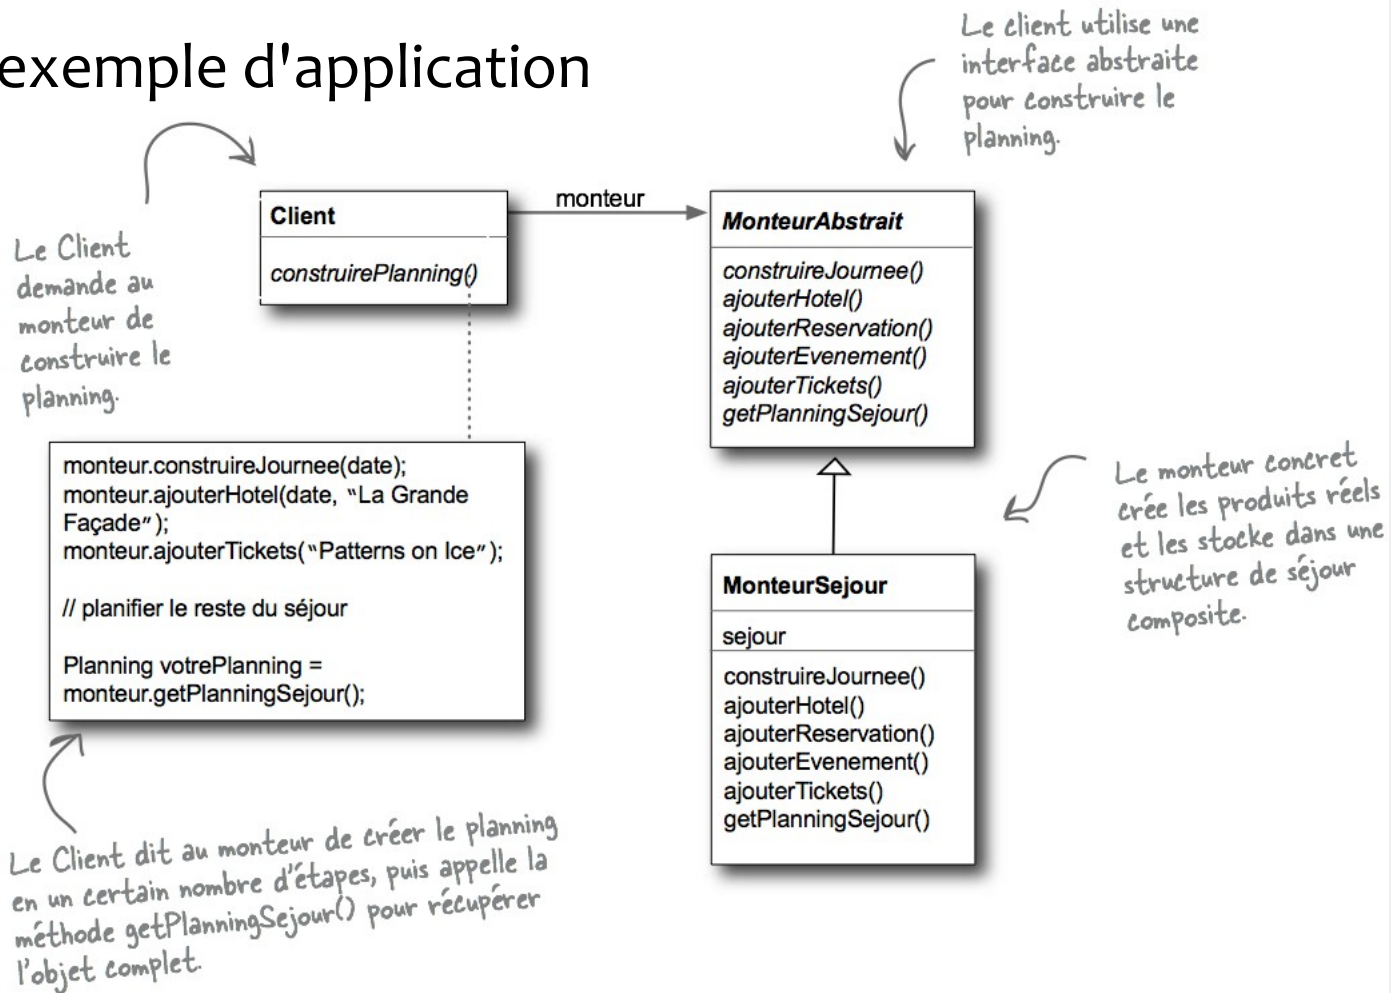 exemple d'application
Le client utilise une
interface abstraite
pour construire le
planning.
Le Client
demande au
monteur de
construire le
planning.
Client
construirePlanning()
monteur
MonteurAbstrait
construireJournee()
ajouterHotel()
ajouterReservation()
ajouterEvenement()
ajouterTickets()
getPlanningSejour()
monteur.construireJournee(date);
monteur.ajouterHotel(date, “La Grande
Façade”);
monteur.ajouterTickets(“Patterns on Ice”);
// planifier le reste du séjour
Planning votrePlanning =
monteur.getPlanningSejour();
Le monteur concret
crée les produits réels
et les stocke dans une
structure de séjour
composite.
MonteurSejour
sejour
construireJournee()
ajouterHotel()
ajouterReservation()
ajouterEvenement()
ajouterTickets()
getPlanningSejour()
Le Client dit au monteur de créer le planning
en un certain nombre d'étapes, puis appelle la
méthode getPlanningSejour() pour récupérer
l'objet complet.